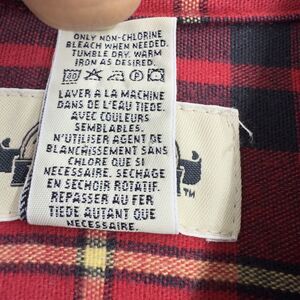 ONLY NON-CHLORINE
BLEACH WHEN NEEDED.
TUMBLE DRY. WARM
IRON AS DESIRED.
40
LAVER A LA MACHINE
DANS DE L'EAU TIEDE.
AVEC COULEURS
SEMBLABLES.
N'UTILISER AGENT DE
BLANCHISSEMENT SANS
CHLORE QUE SI
NECESSAIRE. SECHAGE
EN SECHOIR ROTATIF.
REPASSER AU FER
TIEDE AUTANT QUE
NECESSAIRE.
TM